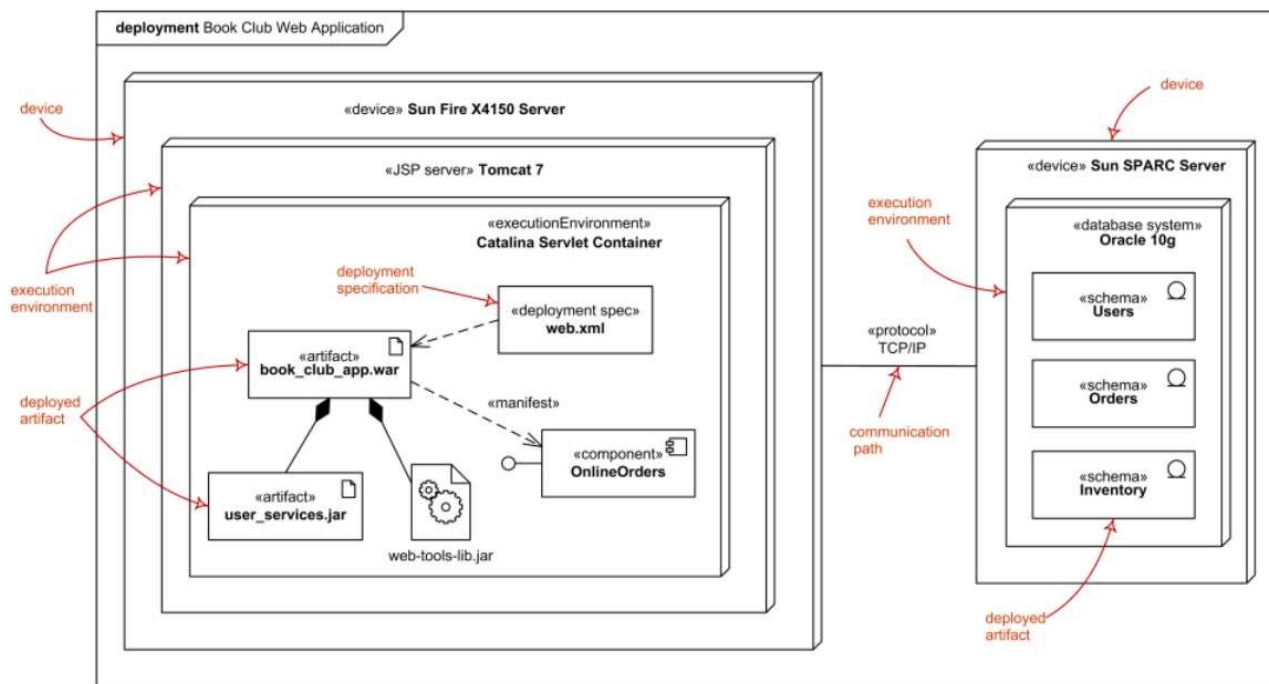 deployment Book Club Web Application
device
«device» Sun Fire X4150 Server
device
«JSP server» Tomcat 7
«device» Sun SPARC Server
«executionEnvironment»
Catalina Servlet Container
execution
environment
«database system»
Oracle 10g
deployment
specification
execution
environment
«deployment spec»
web.xml
«schema»
Users
«protocol»
TCP/IP
«artifact»
book_club_app.war
deployed
artifact
«manifest»
«schema»
Orders
communication
path
«component»
OnlineOrders
«schema»
Inventory
«artifact»
user_services.jar
web-tools-lib.jar
deployed
artifact